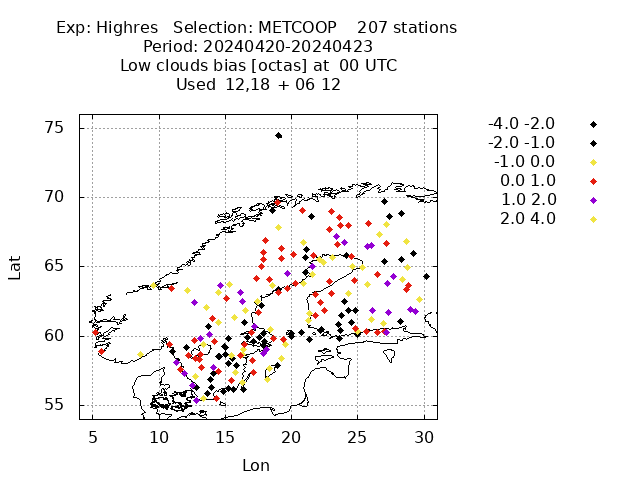 Exp: Highres Selection: METCOOP 207 stations
Period: 20240420-20240423
Low clouds bias [octas] at 00 UTC
Used 12,18 + 06 12
-4.0 -2.0
-2.0 -1.0
-1.0 0.0
0.0 1.0
1.0 2.0
2.0 4.0
75
70
65
60
55
Lat
5 10 15 20 25 30
Lon